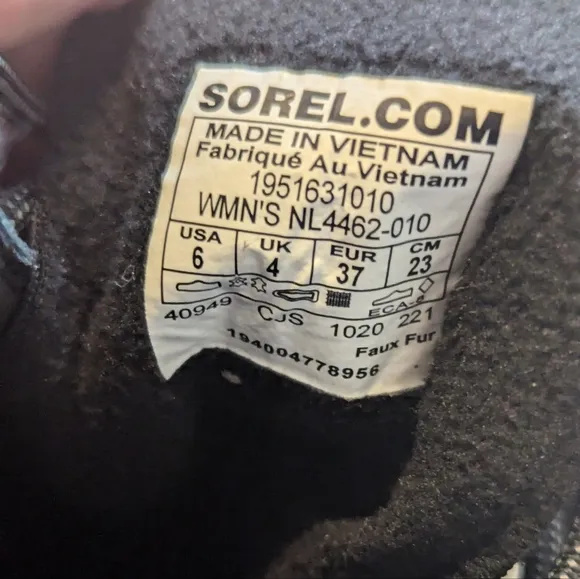 SOREL.COM
MADE IN VIETNAM
Fabriqué Au Vietnam
1951631010
WMN'S NL4462-010
USA UK EUR CM
6 4 37 23
ECA-8
40949 CJS 1020 221
Faux Fur
194004778956